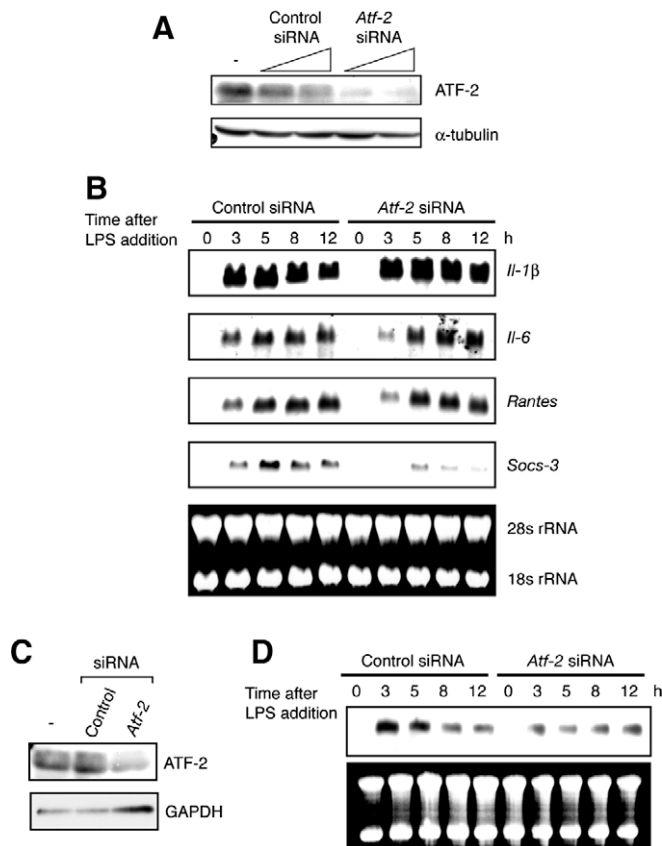 A
Control siRNA
Atf-2 siRNA
-
ATF-2
α-tubulin
B
Control siRNA
Atf-2 siRNA
Time after LPS addition
0 3 5 8 12 0 3 5 8 12 h
Il-1β
Il-6
Rantes
Socs-3
28s rRNA
18s rRNA
C
siRNA
- Control Atf-2
ATF-2
GAPDH
D
Control siRNA
Atf-2 siRNA
Time after LPS addition
0 3 5 8 12 0 3 5 8 12 h